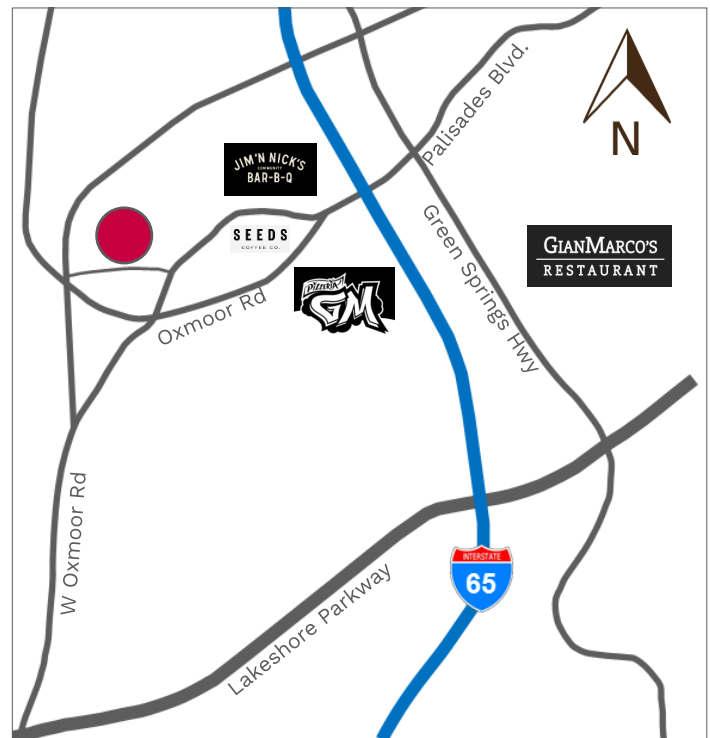 Palisades Blvd.
N
JIM'N NICK'S
COMMUNITY
BAR-B-Q
SEEDS
COFFEE CO.
Green Springs Hwy
GIANMARCO'S
RESTAURANT
PIZZERIA
GM
Oxmoor Rd
W Oxmoor Rd
INTERSTATE
65
Lakeshore Parkway